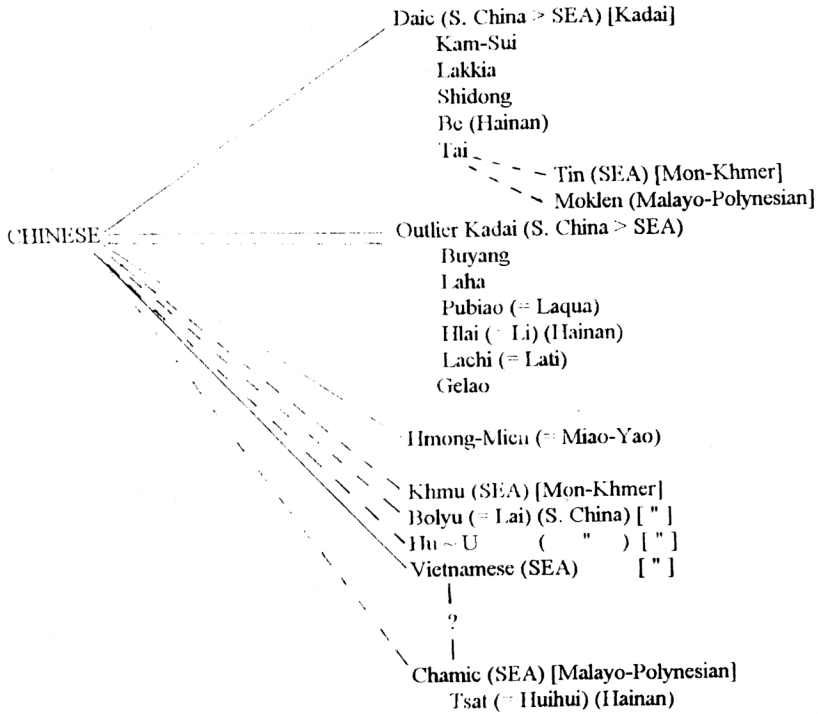 Daic (S. China > SEA) [Kadai]
Kam-Sui
Lakkia
Shidong
Be (Hainan)
Tai
Tin (SEA) [Mon-Khmer]
Moklen (Malayo-Polynesian]
CHINESE
Outlier Kadai (S. China > SEA)
Buyang
Laha
Pubiao (= Laqua)
Hlai (= Li) (Hainan)
Lachi (= Lati)
Gelao
Hmong-Mien (= Miao-Yao)
Khmu (SEA) [Mon-Khmer]
Bolyu (= Lai) (S. China) [ " ]
Hu ~ U ( " ) [ " ]
Vietnamese (SEA) [ " ]
?
Chamic (SEA) [Malayo-Polynesian]
Tsat (= Huihui) (Hainan)